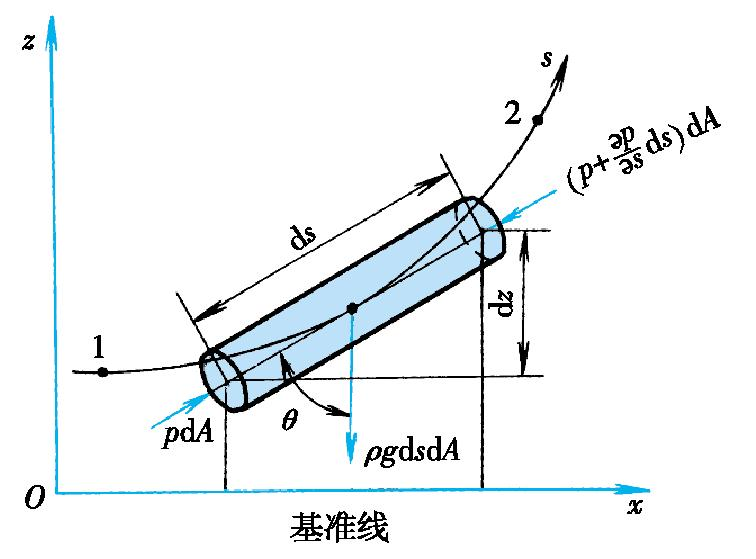 z
s
2
(p+∂p/∂s ds)dA
ds
dz
1
θ
pdA
ρgdsdA
O
x
基准线